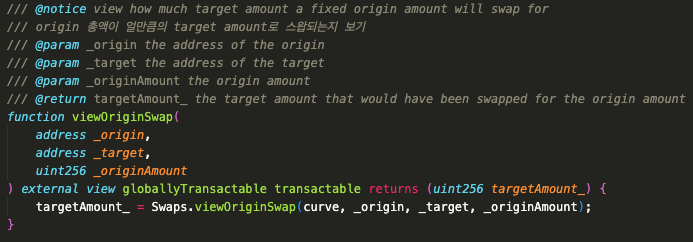 /// @notice view how much target amount a fixed origin amount will swap for
/// origin 총액이 얼만큼의 target amount로 스왑되는지 보기
/// @param _origin the address of the origin
/// @param _target the address of the target
/// @param _originAmount the origin amount
/// @return targetAmount_ the target amount that would have been swapped for the origin amount
function viewOriginSwap(
    address _origin,
    address _target,
    uint256 _originAmount
) external view globallyTransactable transactable returns (uint256 targetAmount_) {
    targetAmount_ = Swaps.viewOriginSwap(curve, _origin, _target, _originAmount);
}